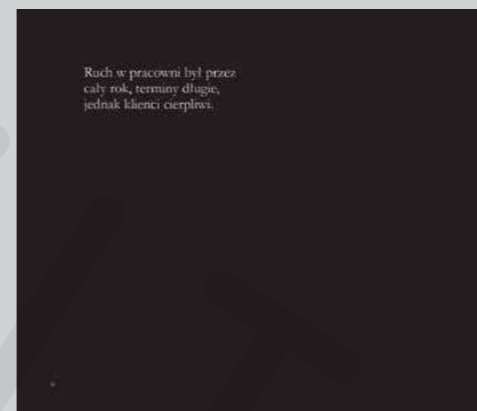 Ruch w pracowni był przez
cały rok, terminy długie,
jednak klienci cierpliwi.